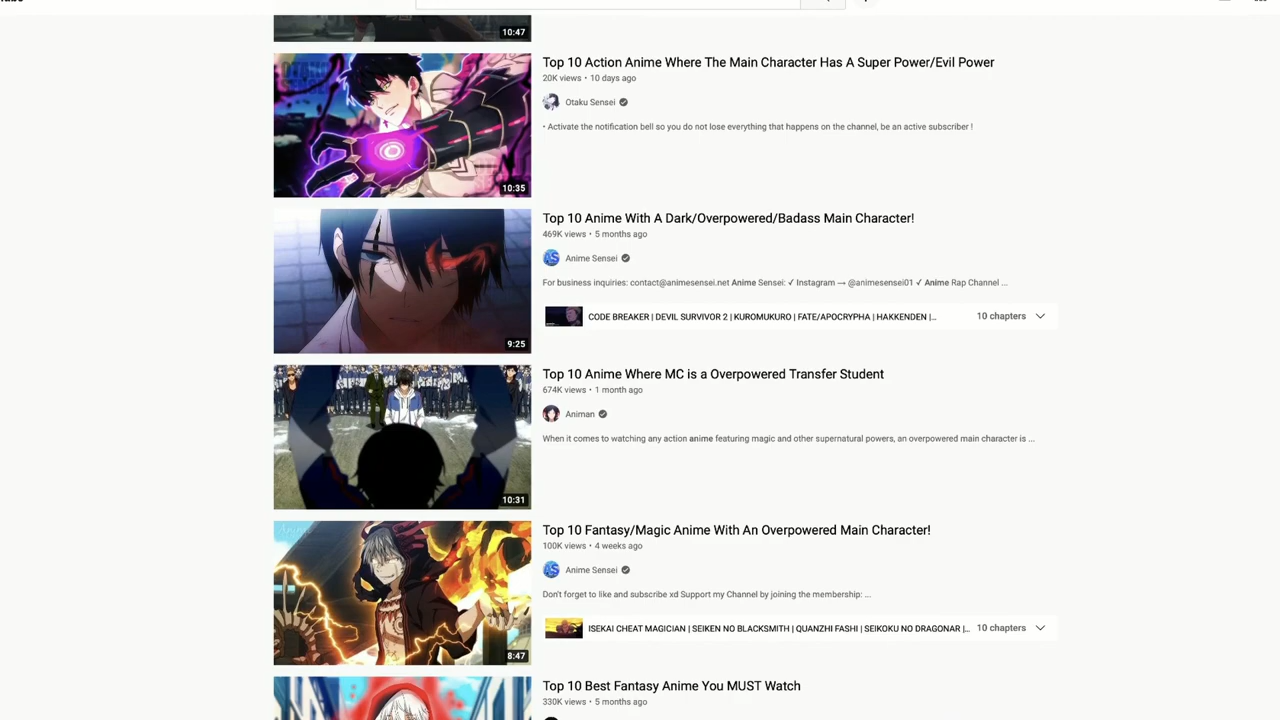 10:47
Top 10 Action Anime Where The Main Character Has A Super Power/Evil Power
20K views • 10 days ago
Otaku Sensei
• Activate the notification bell so you do not lose everything that happens on the channel, be an active subscriber !
OTAKU
SENSEI
10:35
Top 10 Anime With A Dark/Overpowered/Badass Main Character!
469K views • 5 months ago
AS Anime Sensei
For business inquiries: contact@animesensei.net Anime Sensei: ✓ Instagram → @animesensei01 ✓ Anime Rap Channel ...
CODE BREAKER | DEVIL SURVIVOR 2 | KUROMUKURO | FATE/APOCRYPHA | HAKKENDEN |... 10 chapters
9:25
Top 10 Anime Where MC is a Overpowered Transfer Student
674K views • 1 month ago
Animan
When it comes to watching any action anime featuring magic and other supernatural powers, an overpowered main character is ...
10:31
Top 10 Fantasy/Magic Anime With An Overpowered Main Character!
100K views • 4 weeks ago
AS Anime Sensei
Don't forget to like and subscribe xd Support my Channel by joining the membership: ...
ISEKAI CHEAT MAGICIAN | SEIKEN NO BLACKSMITH | QUANZHI FASHI | SEIKOKU NO DRAGONAR |... 10 chapters
8:47
Top 10 Best Fantasy Anime You MUST Watch
330K views • 5 months ago